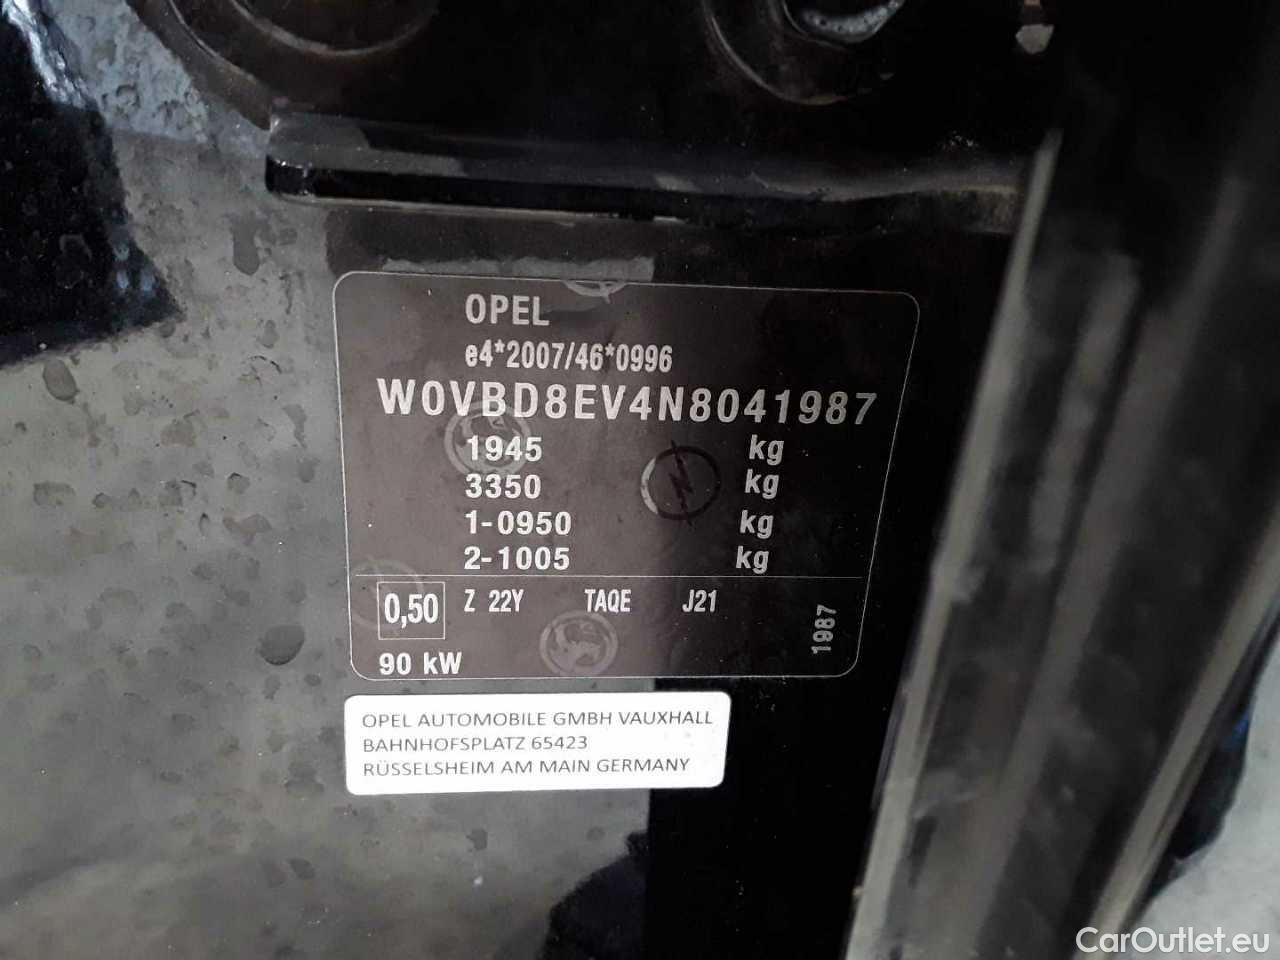 OPEL
e4*2007/46*0996
W0VBD8EV4N8041987
1945 kg
3350 kg
1-0950 kg
2-1005 kg
0,50 Z 22Y TAQE J21
1987
90 kW
OPEL AUTOMOBILE GMBH VAUXHALL
BAHNHOFSPLATZ 65423
RÜSSELSHEIM AM MAIN GERMANY
CarOutlet.eu